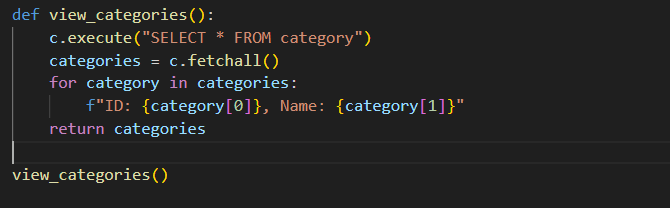 def view_categories():
    c.execute("SELECT * FROM category")
    categories = c.fetchall()
    for category in categories:
        f"ID: {category[0]}, Name: {category[1]}"
    return categories

view_categories()